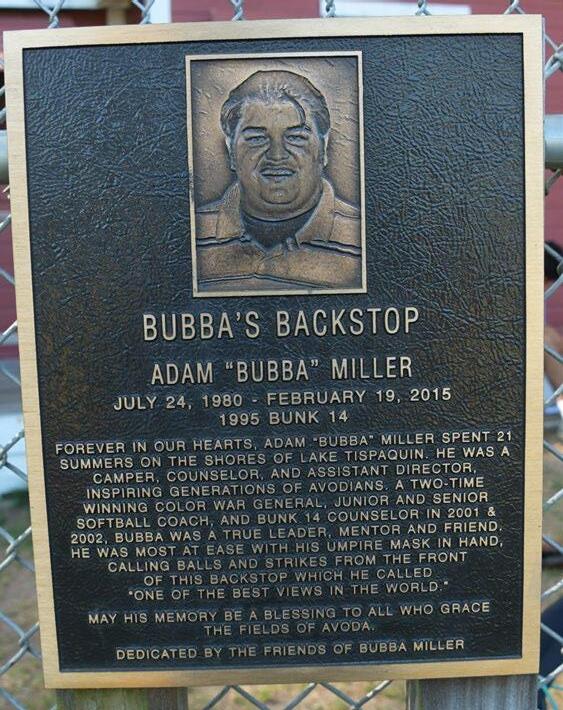 BUBBA'S BACKSTOP
ADAM "BUBBA" MILLER
JULY 24, 1980 - FEBRUARY 19, 2015
1995 BUNK 14
FOREVER IN OUR HEARTS, ADAM "BUBBA" MILLER SPENT 21
SUMMERS ON THE SHORES OF LAKE TISPAQUIN. HE WAS A
CAMPER, COUNSELOR, AND ASSISTANT DIRECTOR,
INSPIRING GENERATIONS OF AVODIANS. A TWO-TIME
WINNING COLOR WAR GENERAL, JUNIOR AND SENIOR
SOFTBALL COACH, AND BUNK 14 COUNSELOR IN 2001 &
2002, BUBBA WAS A TRUE LEADER, MENTOR AND FRIEND.
HE WAS MOST AT EASE WITH HIS UMPIRE MASK IN HAND,
CALLING BALLS AND STRIKES FROM THE FRONT
OF THIS BACKSTOP WHICH HE CALLED,
"ONE OF THE BEST VIEWS IN THE WORLD."
MAY HIS MEMORY BE A BLESSING TO ALL WHO GRACE
THE FIELDS OF AVODA.
DEDICATED BY THE FRIENDS OF BUBBA MILLER